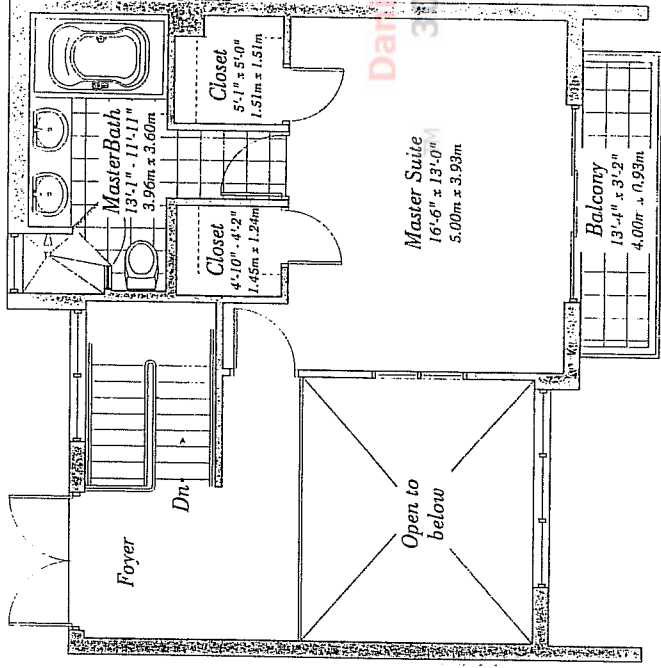 MasterBath
13'-1" - 11'-11"
3.96m x 3.60m
Closet
5'-1" x 5'-0"
1.51m x 1.51m
Closet
4'-10" - 4'-2"
1.45m x 1.24m
Master Suite
16'-6" x 13'-0"
5.00m x 3.93m
Balcony
13'-4" x 3'-2"
4.00m x 0.93m
Foyer
Dn
Open to
below